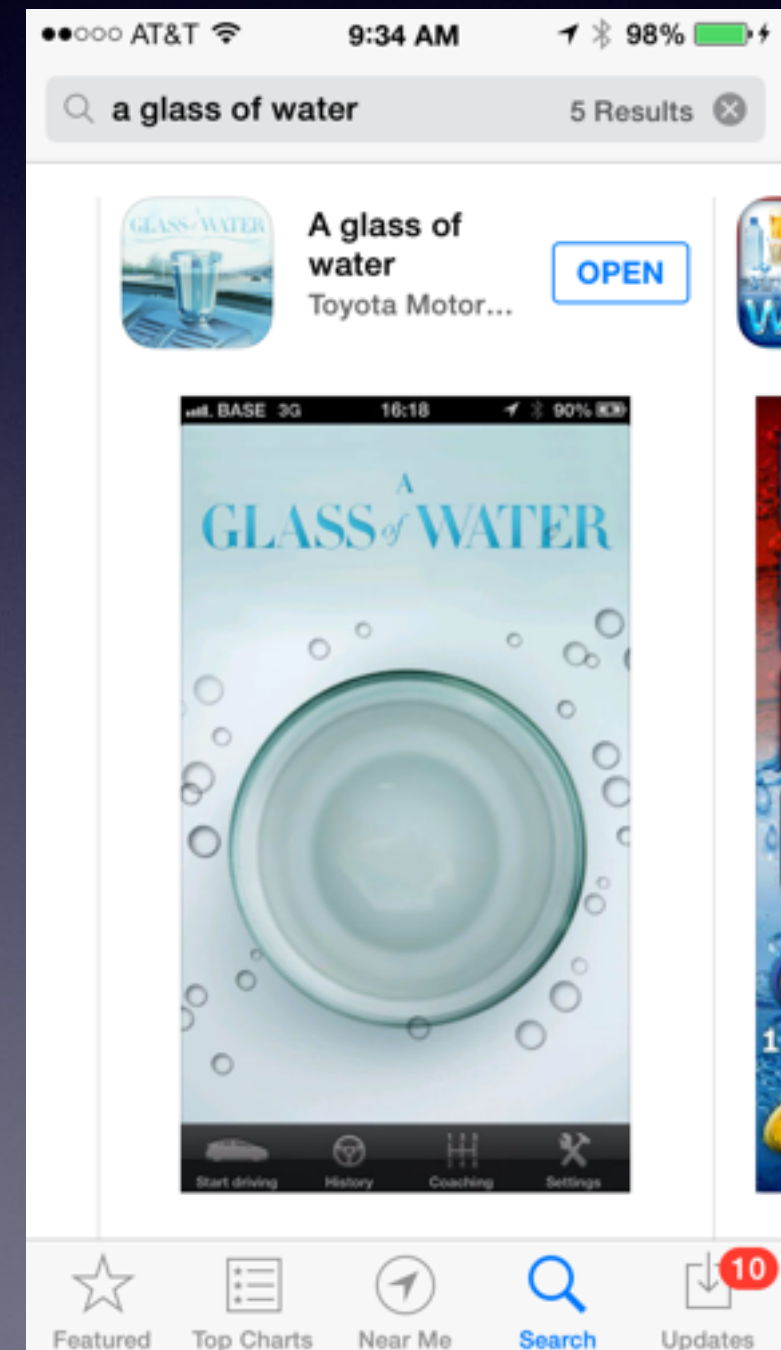 AT&T 9:34 AM 98%
a glass of water 5 Results
A
GLASS of WATER
A glass of
water
Toyota Motor...
OPEN
BASE 3G 16:18 90%
A
GLASS of WATER
Start driving History Coaching Settings
10
Featured Top Charts Near Me Search Updates